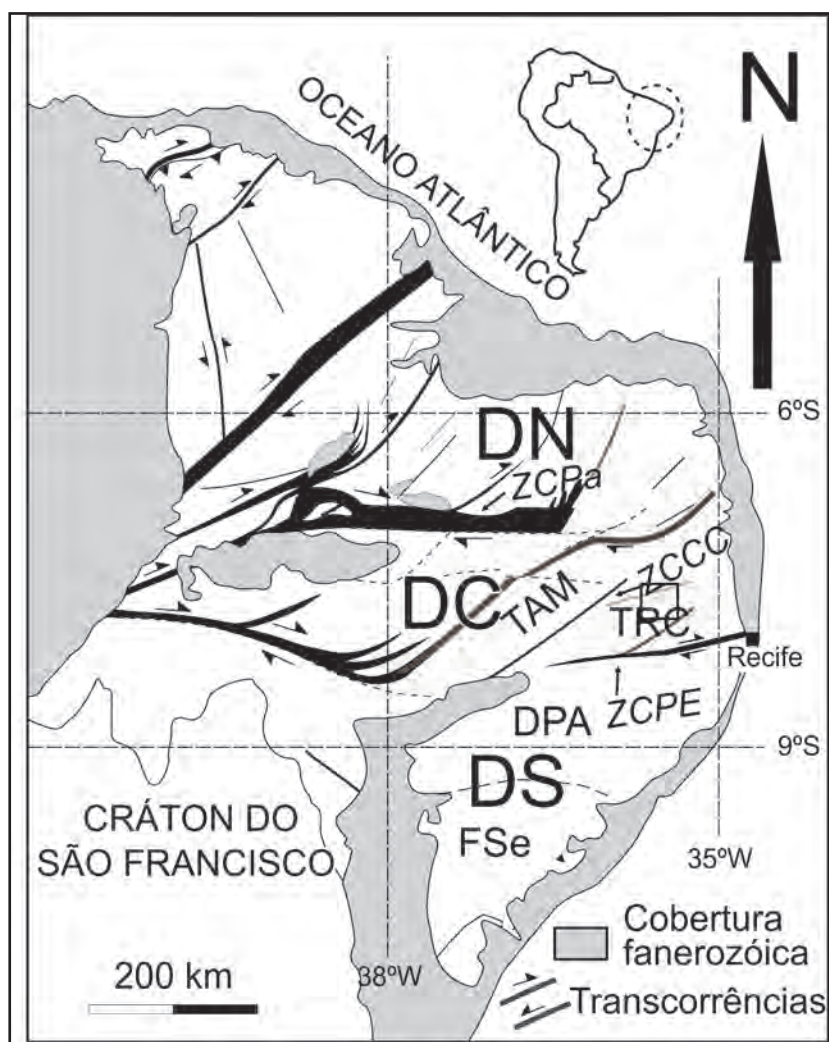 OCEANO ATLÂNTICO
N
6ºS
DN
ZCPa
DC
TAM
ZCCC
TRC
Recife
ZCPE
DPA
9ºS
DS
FSe
CRÁTON DO
SÃO FRANCISCO
35ºW
38ºW
200 km
Cobertura
fanerozóica
Transcorrências